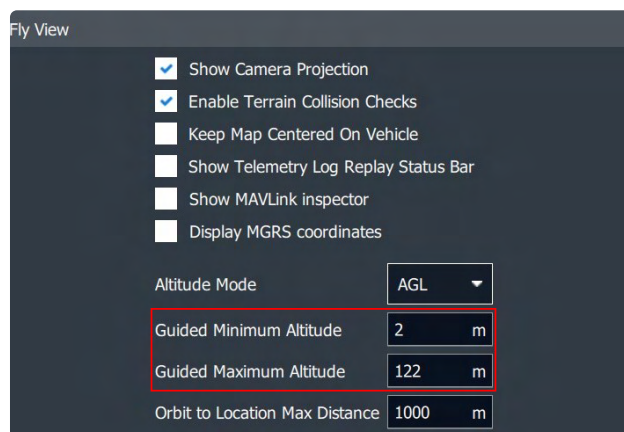 Fly View
Show Camera Projection
Enable Terrain Collision Checks
Keep Map Centered On Vehicle
Show Telemetry Log Replay Status Bar
Show MAVLink inspector
Display MGRS coordinates
Altitude Mode AGL
Guided Minimum Altitude 2 m
Guided Maximum Altitude 122 m
Orbit to Location Max Distance 1000 m